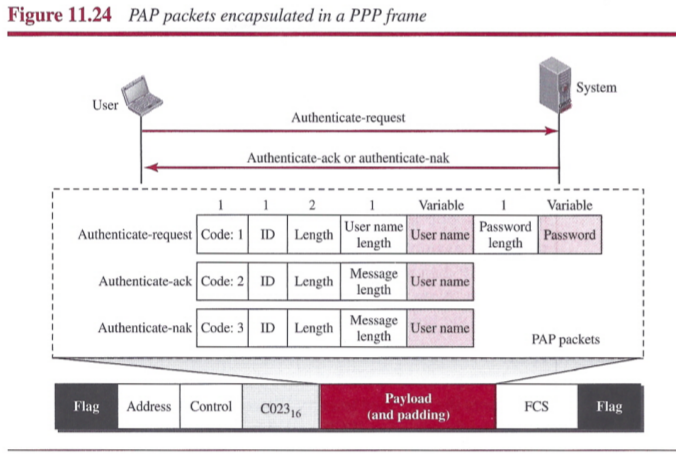 Figure 11.24 PAP packets encapsulated in a PPP frame
User
System
Authenticate-request
Authenticate-ack or authenticate-nak
1 1 2 1 Variable 1 Variable
Authenticate-request Code: 1 ID Length User name length User name Password length Password
Authenticate-ack Code: 2 ID Length Message length User name
Authenticate-nak Code: 3 ID Length Message length User name
PAP packets
Flag Address Control C023₁₆ Payload (and padding) FCS Flag